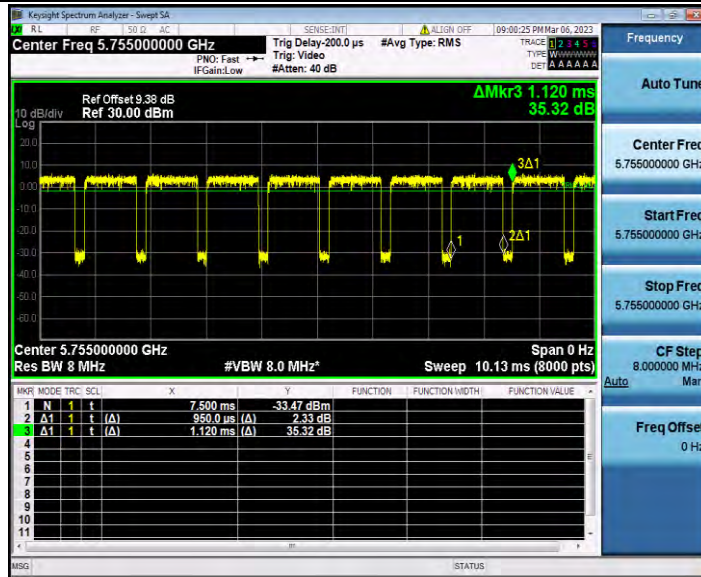 Keysight Spectrum Analyzer - Swept SA
RL RF 50 Ω AC SENSE:INT ALIGN OFF 09:00:25 PM Mar 06, 2023
Center Freq 5.755000000 GHz
PNO: Fast
IFGain:Low
Trig Delay-200.0 µs
Trig: Video
#Atten: 40 dB
#Avg Type: RMS
TRACE 1 2 3 4 5 6
TYPE W
DET A A A A A A
Frequency
ΔMkr3 1.120 ms
35.32 dB
Ref Offset 9.38 dB
10 dB/div Ref 30.00 dBm
Log
20.0
10.0
0.00
-10.0
-20.0
-30.0
-40.0
-50.0
-60.0
3Δ1
1
2Δ1
Center 5.755000000 GHz Span 0 Hz
Res BW 8 MHz #VBW 8.0 MHz* Sweep 10.13 ms (8000 pts)
MKR MODE TRC SCL X Y FUNCTION FUNCTION WIDTH FUNCTION VALUE
1 N 1 t 7.500 ms -33.47 dBm
2 Δ1 1 t (Δ) 950.0 µs (Δ) 2.33 dB
3 Δ1 1 t (Δ) 1.120 ms (Δ) 35.32 dB
4
5
6
7
8
9
10
11
MSG STATUS
Auto Tune
Center Freq
5.755000000 GHz
Start Freq
5.755000000 GHz
Stop Freq
5.755000000 GHz
CF Step
8.000000 MHz
Auto Man
Freq Offset
0 Hz